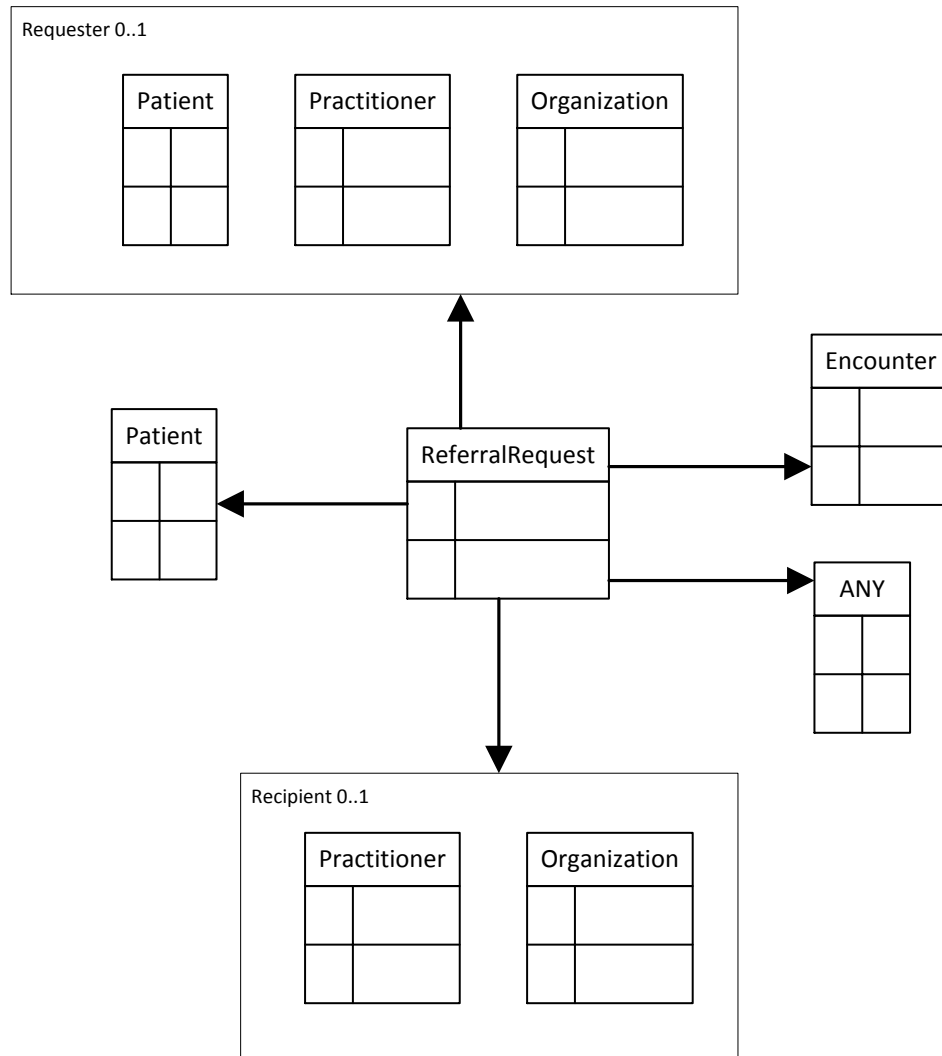 Requester 0..1
Patient
Practitioner
Organization
Encounter
Patient
ReferralRequest
ANY
Recipient 0..1
Practitioner
Organization